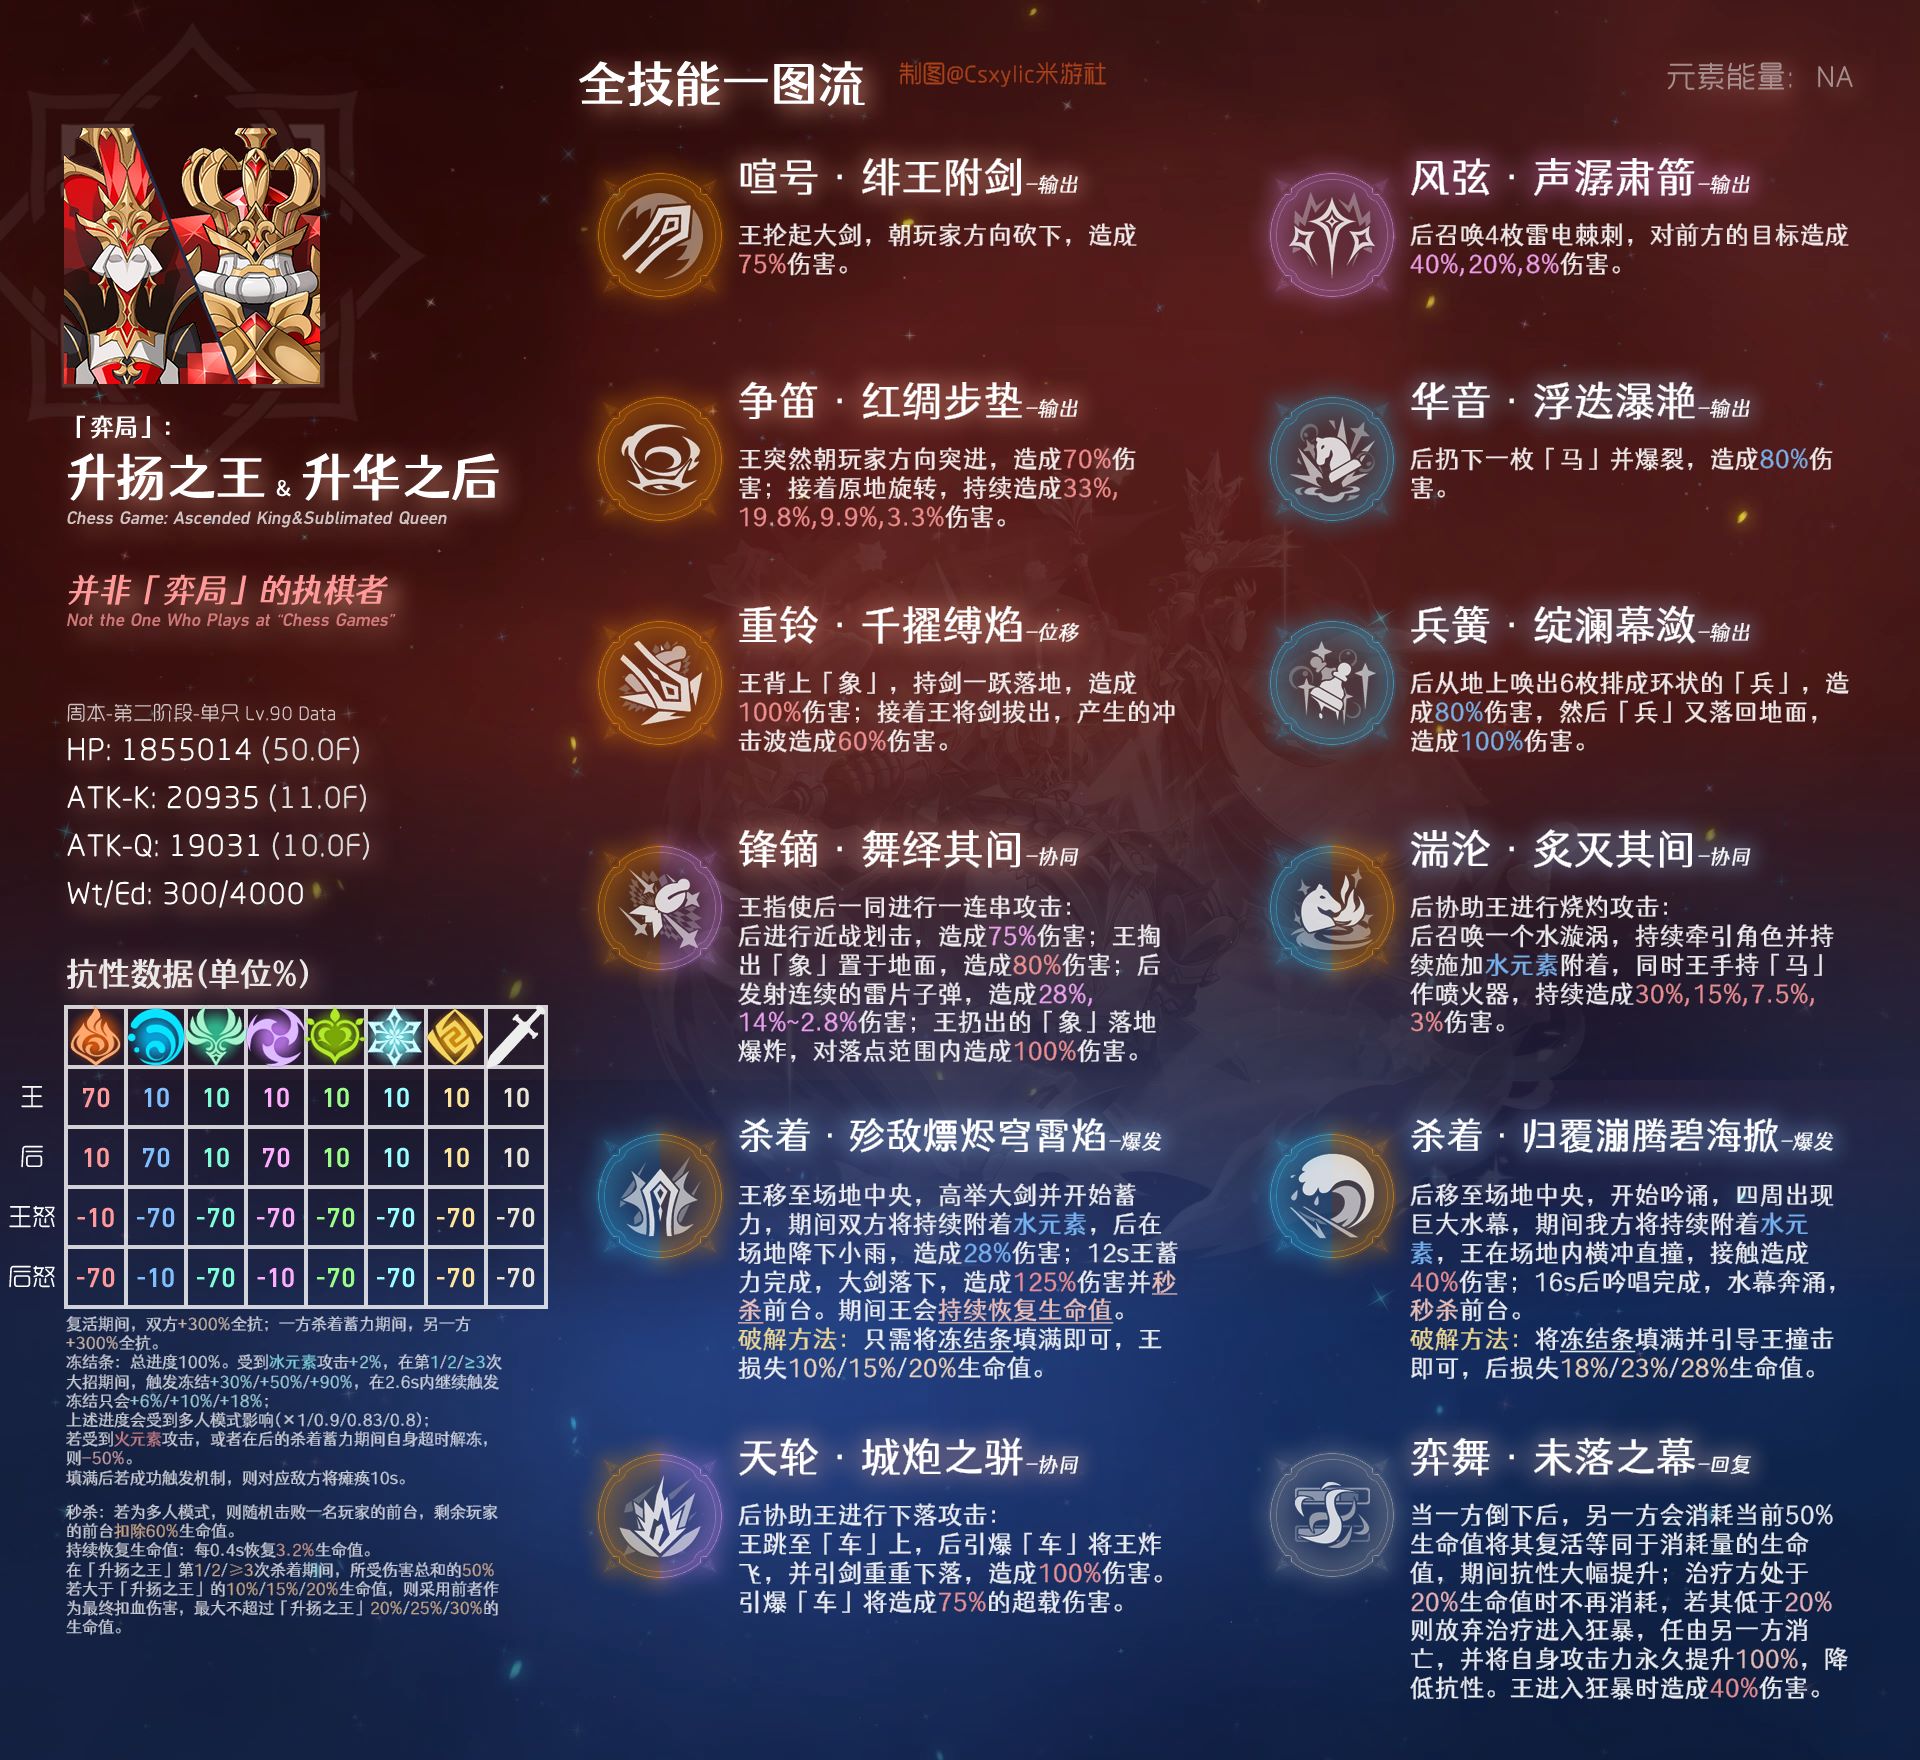 全技能一图流
制图@Csxylic米游社
元素能量: NA
「弈局」:
升扬之王 & 升华之后
Chess Game: Ascended King&Sublimated Queen
并非「弈局」的执棋者
Not the One Who Plays at “Chess Games”
周本-第二阶段-单只 Lv.90 Data
HP: 1855014 (50.0F)
ATK-K: 20935 (11.0F)
ATK-Q: 19031 (10.0F)
Wt/Ed: 300/4000
抗性数据(单位%)
王 70 10 10 10 10 10 10 10
后 10 70 10 70 10 10 10 10
王怒 -10 -70 -70 -70 -70 -70 -70 -70
后怒 -70 -10 -70 -10 -70 -70 -70 -70
复活期间，双方+300%全抗；一方杀着蓄力期间，另一方
+300%全抗。
冻结条：总进度100%。受到冰元素攻击+2%，在第1/2/≥3次
大招期间，触发冻结+30%/+50%/+90%，在2.6s内继续触发
冻结只会+6%/+10%/+18%；
上述进度会受到多人模式影响(×1/0.9/0.83/0.8)；
若受到火元素攻击，或者在后的杀着蓄力期间自身超时解冻，
则-50%。
填满后若成功触发机制，则对应敌方将瘫痪10s。
秒杀：若为多人模式，则随机击败一名玩家的前台，剩余玩家
的前台扣除60%生命值。
持续恢复生命值：每0.4s恢复3.2%生命值。
在「升扬之王」第1/2/≥3次杀着期间，所受伤害总和的50%
若大于「升扬之王」的10%/15%/20%生命值，则采用前者作
为最终扣血伤害，最大不超过「升扬之王」20%/25%/30%的
生命值。
喧号·绯王附剑-输出
王抡起大剑，朝玩家方向砍下，造成
75%伤害。
风弦·声潺肃箭-输出
后召唤4枚雷电棘刺，对前方的目标造成
40%,20%,8%伤害。
争笛·红绸步垫-输出
王突然朝玩家方向突进，造成70%伤
害；接着原地旋转，持续造成33%,
19.8%,9.9%,3.3%伤害。
华音·浮迭瀑滟-输出
后扔下一枚「马」并爆裂，造成80%伤
害。
重铃·千擢缚焰-位移
王背上「象」，持剑一跃落地，造成
100%伤害；接着王将剑拔出，产生的冲
击波造成60%伤害。
兵簧·绽澜幕潋-输出
后从地上唤出6枚排成环状的「兵」，造
成80%伤害，然后「兵」又落回地面，
造成100%伤害。
锋镝·舞绎其间-协同
王指使后一同进行一连串攻击：
后进行近战划击，造成75%伤害；王掏
出「象」置于地面，造成80%伤害；后
发射连续的雷片子弹，造成28%,
14%~2.8%伤害；王扔出的「象」落地
爆炸，对落点范围内造成100%伤害。
湍沦·炙灭其间-协同
后协助王进行烧灼攻击：
后召唤一个水漩涡，持续牵引角色并持
续施加水元素附着，同时王手持「马」
作喷火器，持续造成30%,15%,7.5%,
3%伤害。
杀着·殄敌熛烬穹霄焰-爆发
王移至场地中央，高举大剑并开始蓄
力，期间双方将持续附着水元素，后在
场地降下小雨，造成28%伤害；12s王蓄
力完成，大剑落下，造成125%伤害并秒
杀前台。期间王会持续恢复生命值。
破解方法：只需将冻结条填满即可，王
损失10%/15%/20%生命值。
杀着·归覆漰腾碧海掀-爆发
后移至场地中央，开始吟诵，四周出现
巨大水幕，期间我方将持续附着水元
素，王在场地内横冲直撞，接触造成
40%伤害；16s后吟唱完成，水幕奔涌，
秒杀前台。
破解方法：将冻结条填满并引导王撞击
即可，后损失18%/23%/28%生命值。
天轮·城炮之骈-协同
后协助王进行下落攻击：
王跳至「车」上，后引爆「车」将王炸
飞，并引剑重重下落，造成100%伤害。
引爆「车」将造成75%的超载伤害。
弈舞·未落之幕-回复
当一方倒下后，另一方会消耗当前50%
生命值将其复活等同于消耗量的生命
值，期间抗性大幅提升；治疗方处于
20%生命值时不再消耗，若其低于20%
则放弃治疗进入狂暴，任由另一方消
亡，并将自身攻击力永久提升100%，降
低抗性。王进入狂暴时造成40%伤害。